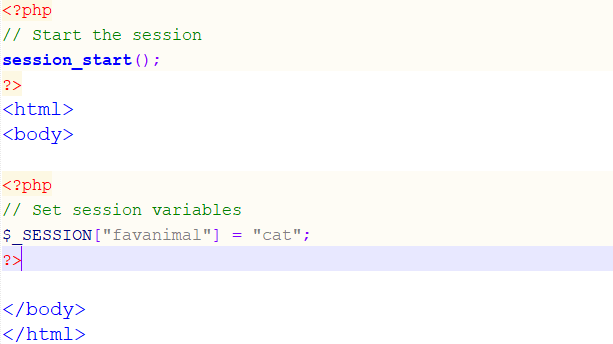 <?php
// Start the session
session_start();
?>
<html>
<body>
<?php
// Set session variables
$_SESSION["favanimal"] = "cat";
?>
</body>
</html>